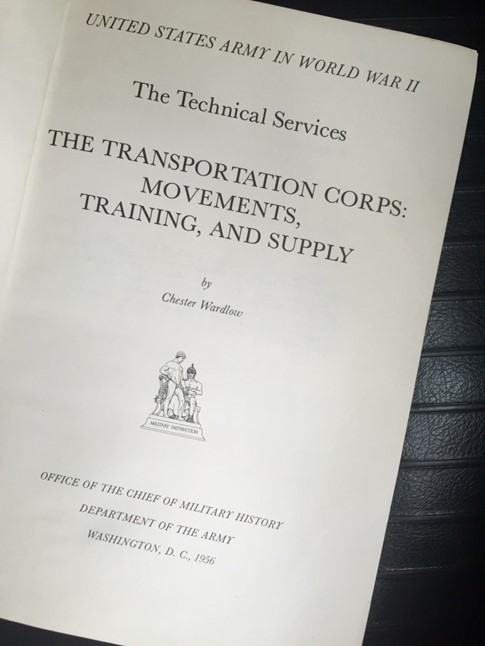 UNITED STATES ARMY IN WORLD WAR II
The Technical Services
THE TRANSPORTATION CORPS:
MOVEMENTS,
TRAINING, AND SUPPLY
by
Chester Wardlow
MILITARY INSTRUCTION
OFFICE OF THE CHIEF OF MILITARY HISTORY
DEPARTMENT OF THE ARMY
WASHINGTON, D. C., 1956